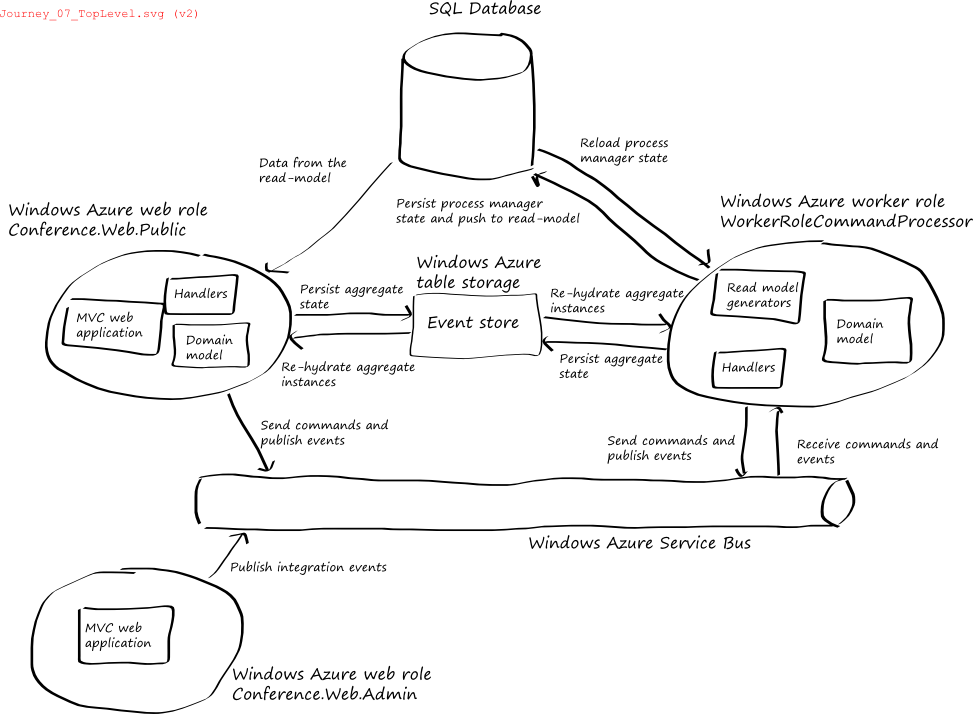 SQL Database
Journey_07_TopLevel.svg (v2)
Reload process
manager state
Data from the
read-model
Persist process manager
state and push to read-model
Windows Azure web role
Conference.Web.Public
Windows Azure worker role
WorkerRoleCommandProcessor
Windows Azure
table storage
Handlers
MVC web
application
Domain
model
Persist aggregate
state
Event store
Re-hydrate aggregate
instances
Re-hydrate aggregate
instances
Persist aggregate
state
Read model
generators
Domain
model
Handlers
Send commands and
publish events
Send commands and
publish events
Receive commands and
events
Windows Azure Service Bus
Publish integration events
MVC web
application
Windows Azure web role
Conference.Web.Admin